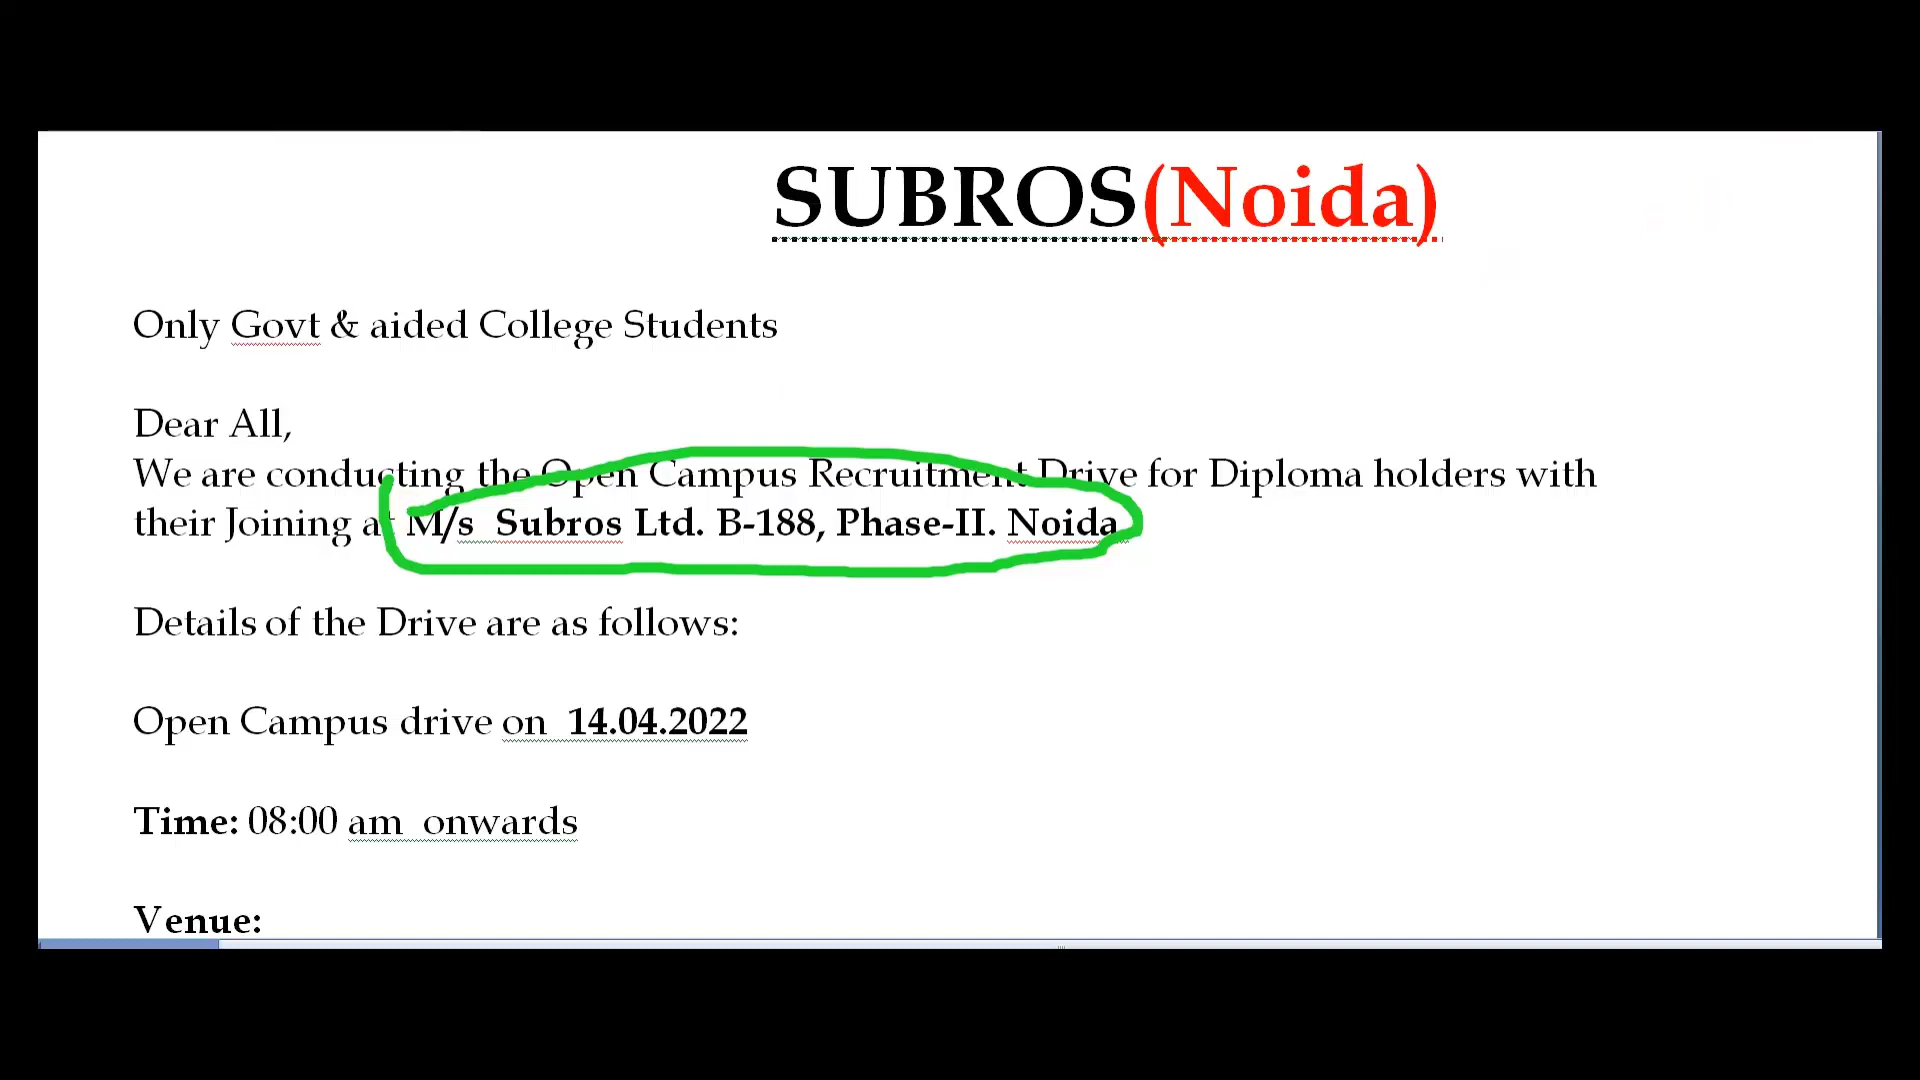 SUBROS(Noida)
Only Govt & aided College Students
Dear All,
We are conducting the Open Campus Recruitment Drive for Diploma holders with
their Joining at M/s  Subros Ltd. B-188, Phase-II. Noida
Details of the Drive are as follows:
Open Campus drive on  14.04.2022
Time: 08:00 am  onwards
Venue: